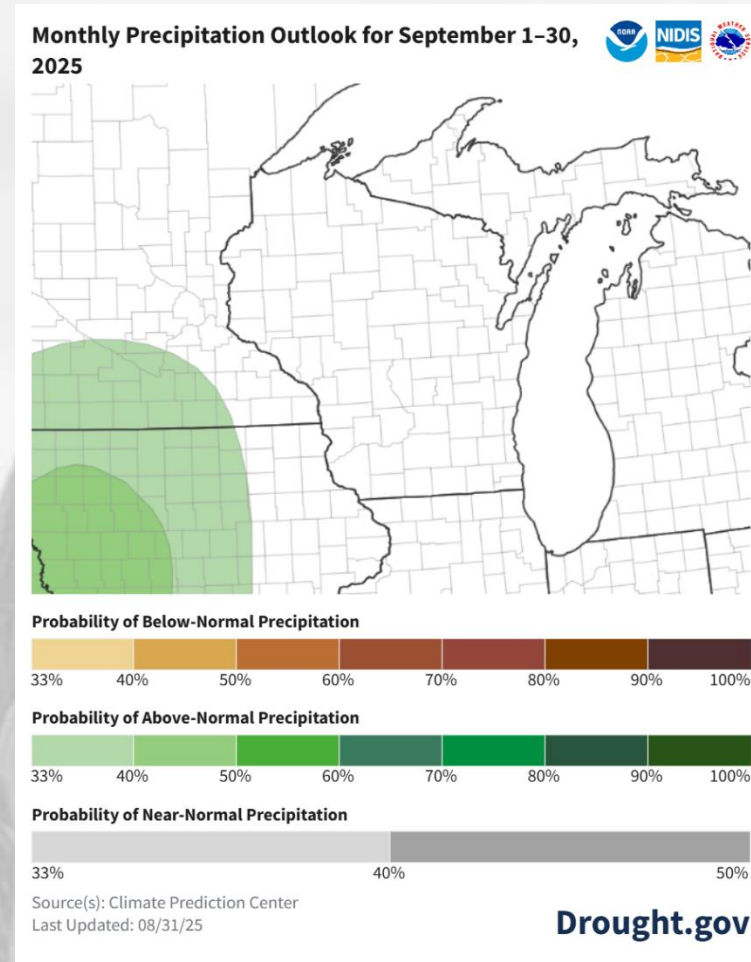 Monthly Precipitation Outlook for September 1–30,
2025
NOAA
NIDIS
Probability of Below-Normal Precipitation
33% 40% 50% 60% 70% 80% 90% 100%
Probability of Above-Normal Precipitation
33% 40% 50% 60% 70% 80% 90% 100%
Probability of Near-Normal Precipitation
33% 40% 50%
Source(s): Climate Prediction Center
Last Updated: 08/31/25
Drought.gov